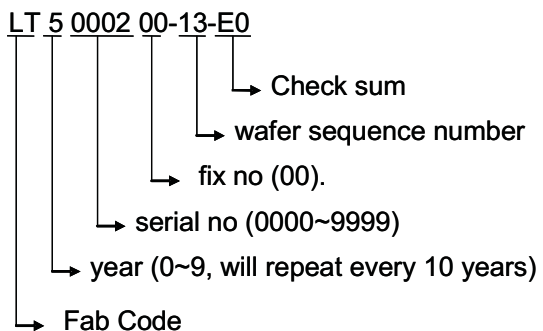 LT 5 0002 00-13-E0
Check sum
wafer sequence number
fix no (00).
serial no (0000~9999)
year (0~9, will repeat every 10 years)
Fab Code